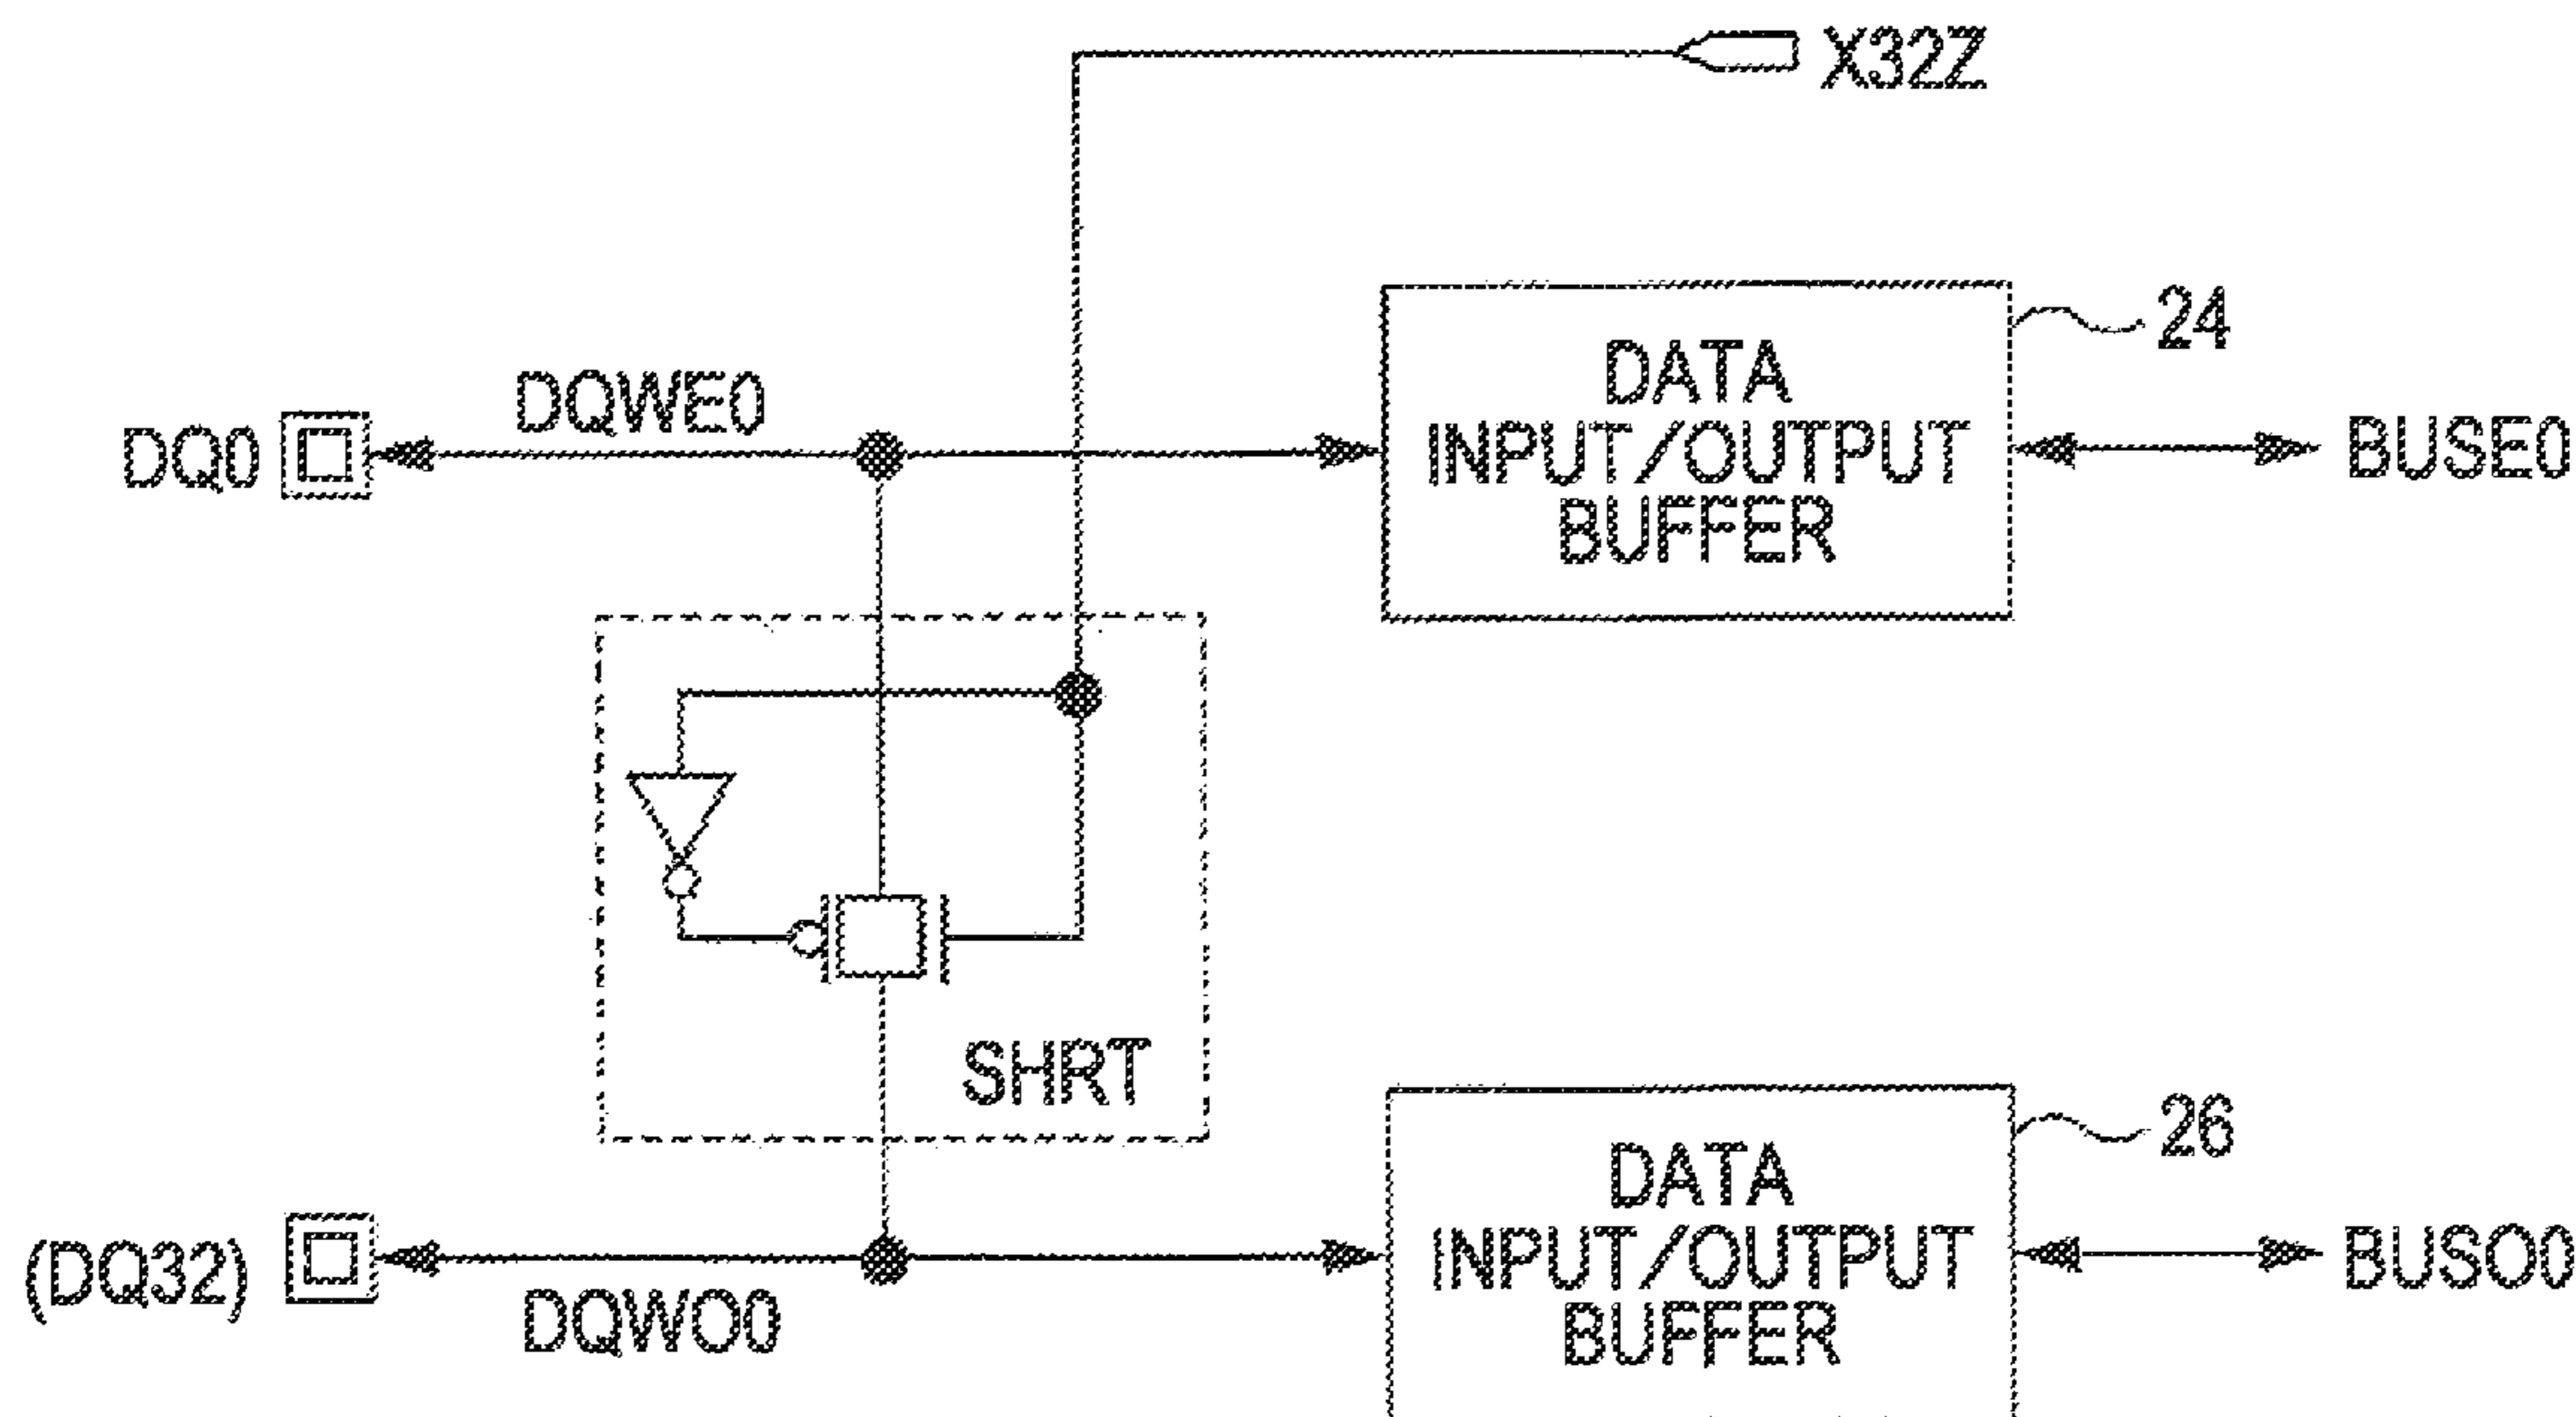 X32Z
24
DATA
INPUT/OUTPUT
BUFFER
DQWE0
DQ0
BUSE0
SHRT
26
DATA
INPUT/OUTPUT
BUFFER
(DQ32)
DQWO0
BUSO0